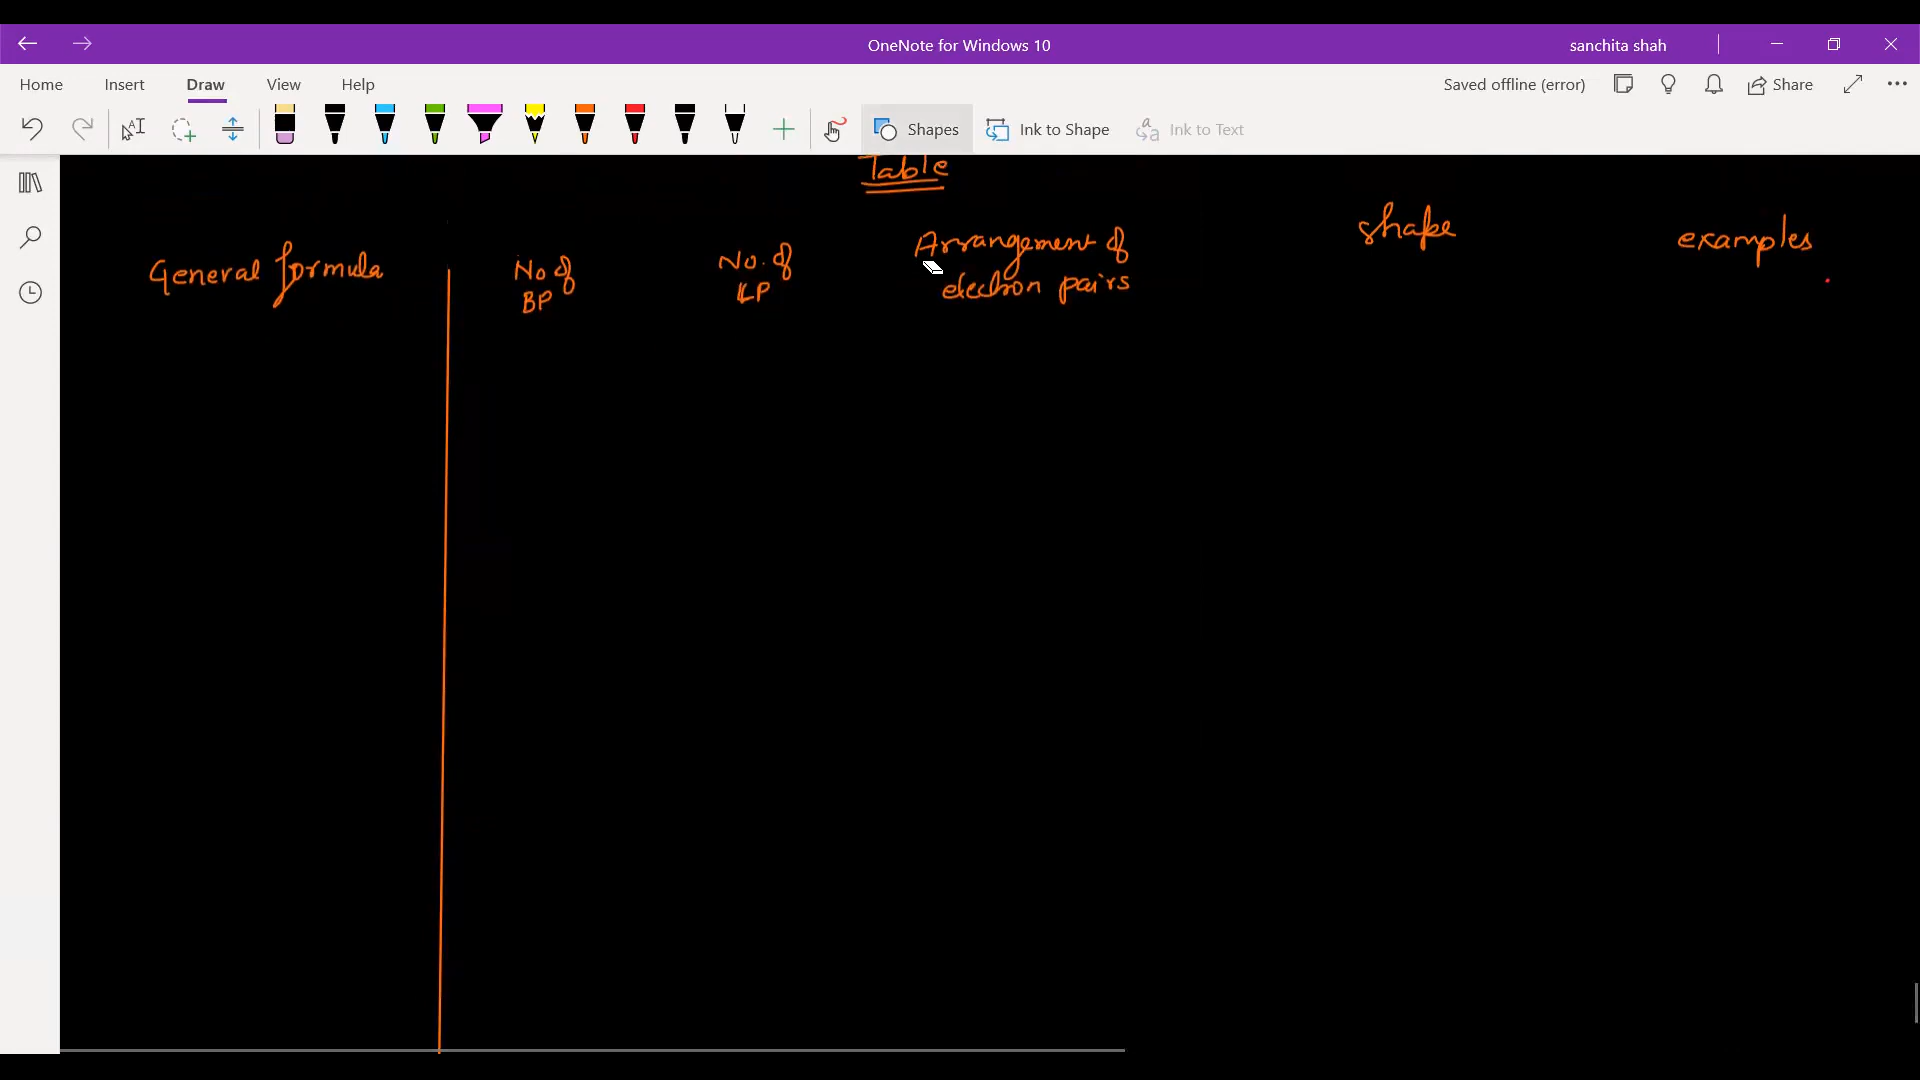 OneNote for Windows 10
sanchita shah
Home Insert Draw View Help
Saved offline (error)
Share
Shapes
Ink to Shape
Ink to Text
Table
General formula
No of
BP
No. of
LP
Arrangement of
electron pairs
shape
examples